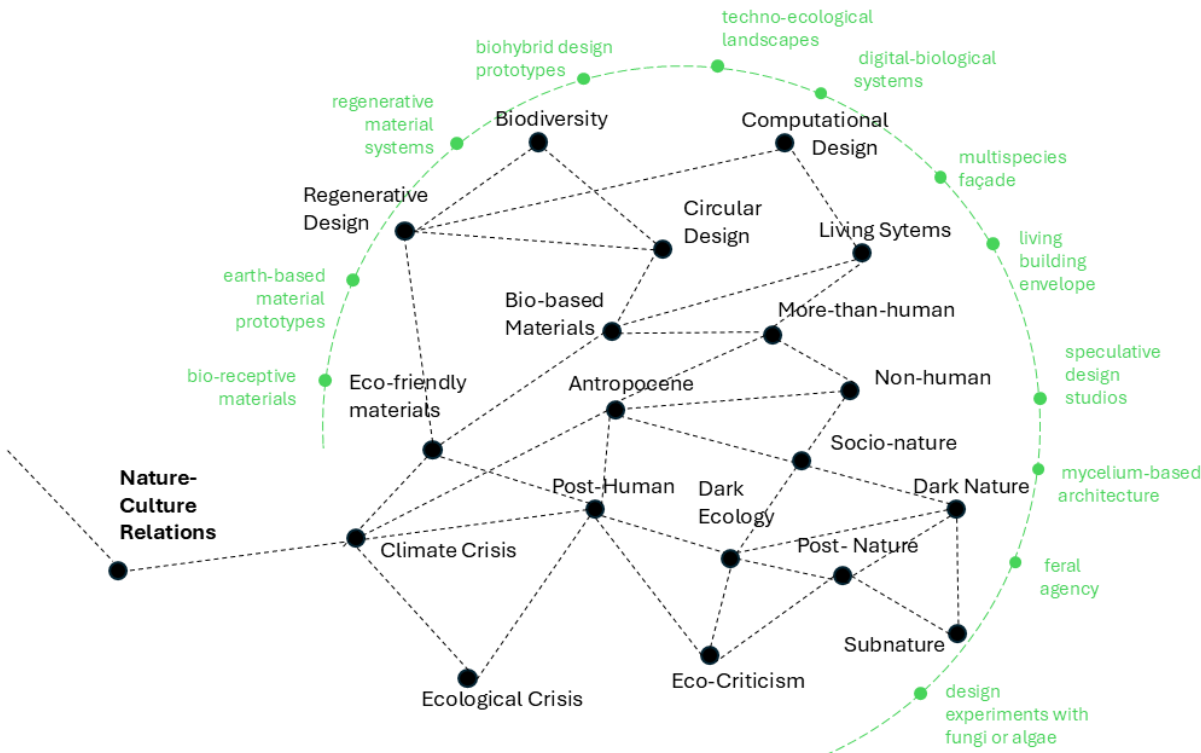 techno-ecological
landscapes
biohybrid design
prototypes
digital-biological
systems
regenerative
material
systems
Biodiversity
Computational
Design
multispecies
façade
Regenerative
Design
Circular
Design
Living Sytems
living
building
envelope
earth-based
material
prototypes
Bio-based
Materials
More-than-human
bio-receptive
materials
Eco-friendly
materials
Antropocene
Non-human
speculative
design
studios
Socio-nature
Nature-
Culture
Relations
Post-Human
Dark
Ecology
Dark Nature
mycelium-based
architecture
Climate Crisis
Post- Nature
feral
agency
Subnature
Ecological Crisis
Eco-Criticism
design
experiments with
fungi or algae